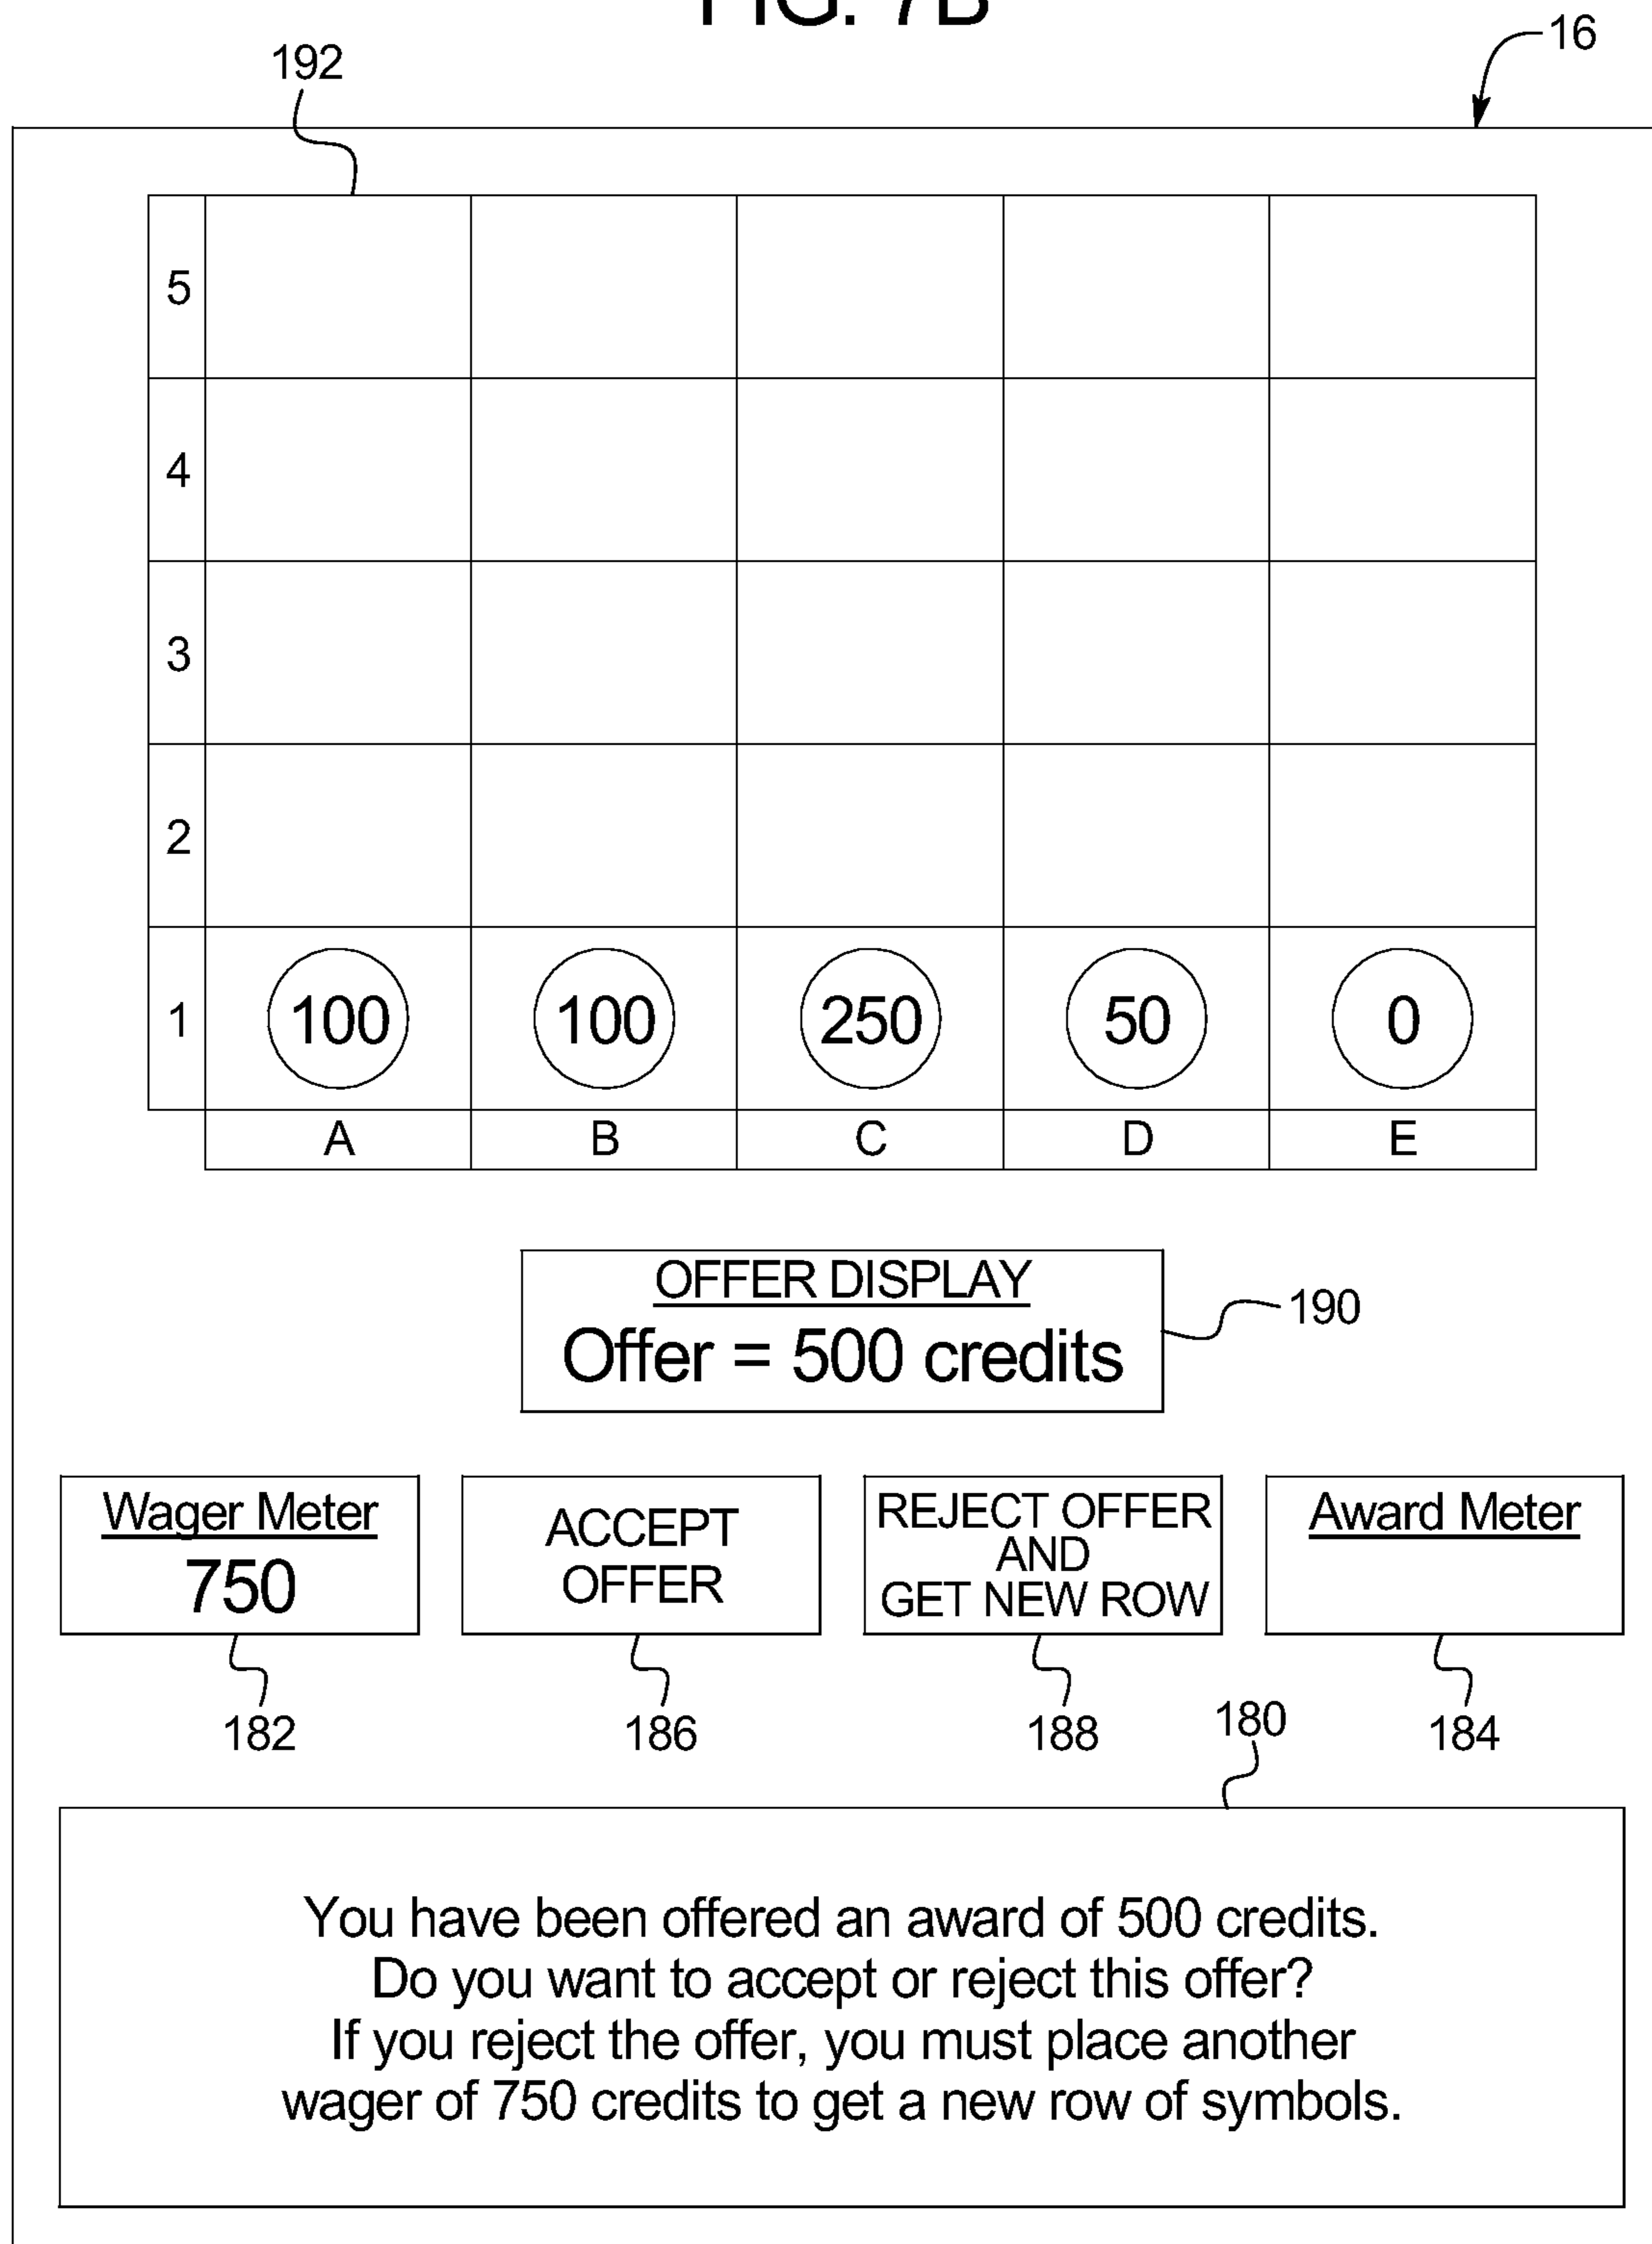 FIG. 7B
16
192
5
4
3
2
1 100 100 250 50 0
A B C D E
OFFER DISPLAY
Offer = 500 credits
190
Wager Meter
750
ACCEPT
OFFER
REJECT OFFER
AND
GET NEW ROW
Award Meter
182 186 188 180 184
You have been offered an award of 500 credits.
Do you want to accept or reject this offer?
If you reject the offer, you must place another
wager of 750 credits to get a new row of symbols.